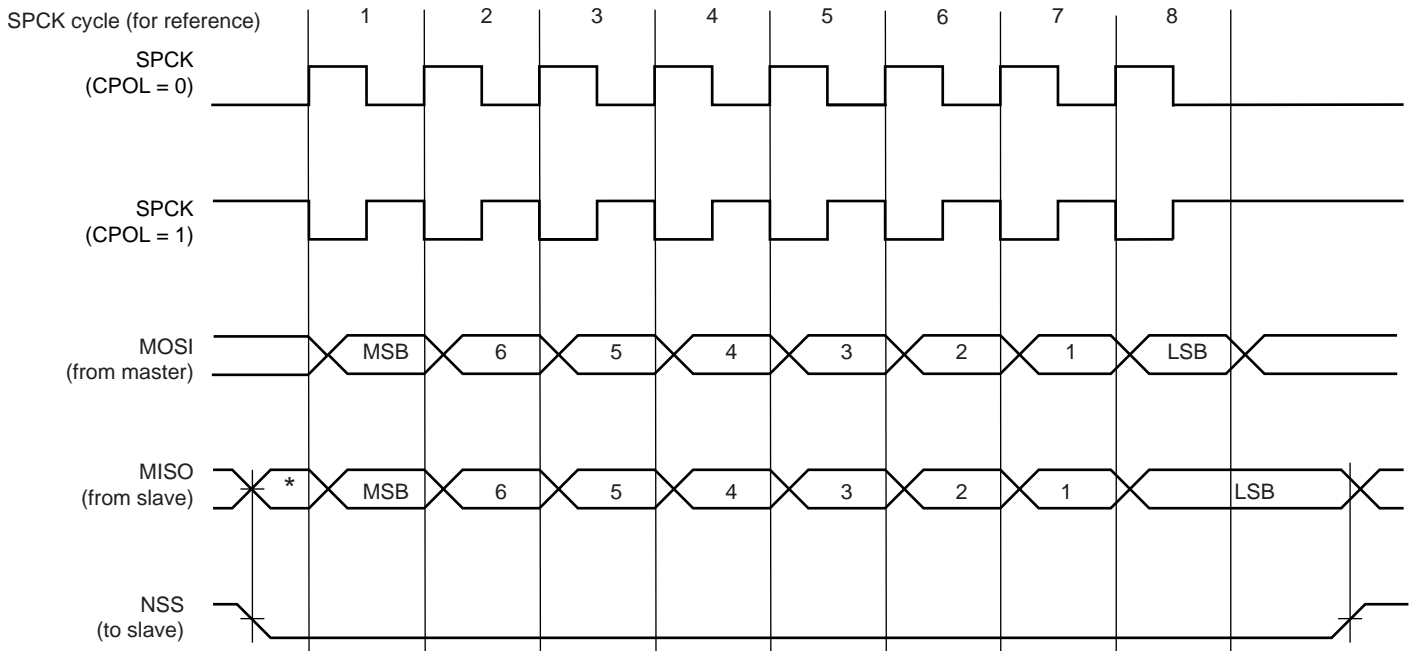 SPCK cycle (for reference) 1 2 3 4 5 6 7 8
SPCK
(CPOL = 0)
SPCK
(CPOL = 1)
MOSI
(from master)
MSB 6 5 4 3 2 1 LSB
MISO
(from slave)
* MSB 6 5 4 3 2 1 LSB
NSS
(to slave)